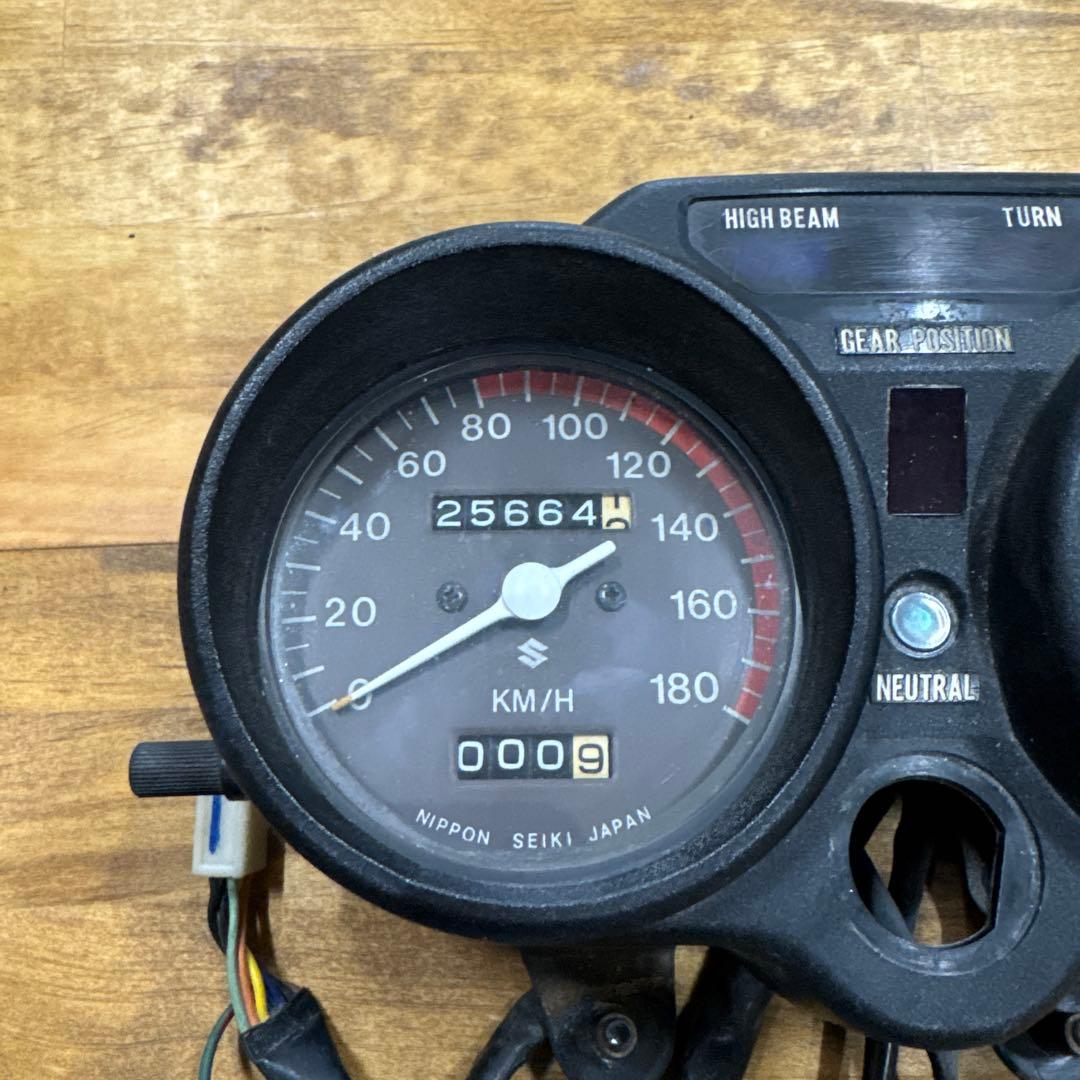 HIGH BEAM TURN
GEAR POSITION
80 100
60 120
25664
40 140
20 160
0 180
KM/H
NEUTRAL
0009
NIPPON SEIKI JAPAN